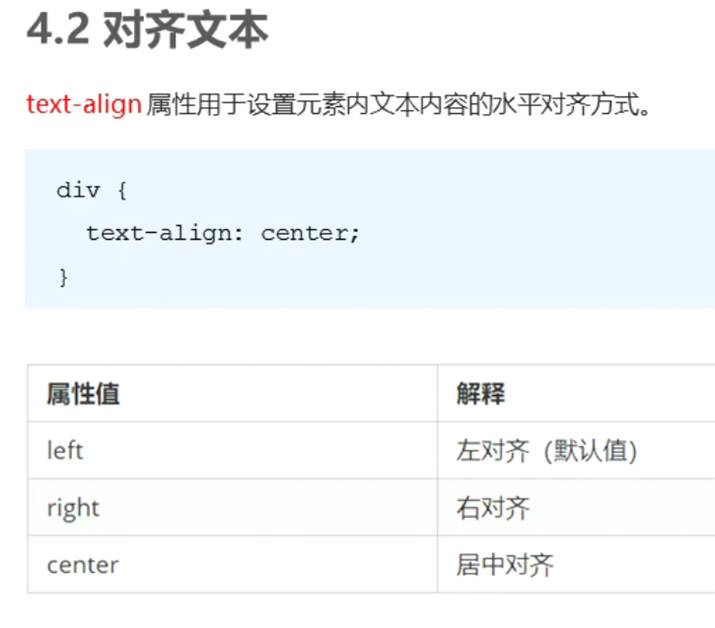 4.2 对齐文本
text-align 属性用于设置元素内文本内容的水平对齐方式。
div {
text-align: center;
}
属性值 解释
left 左对齐（默认值）
right 右对齐
center 居中对齐